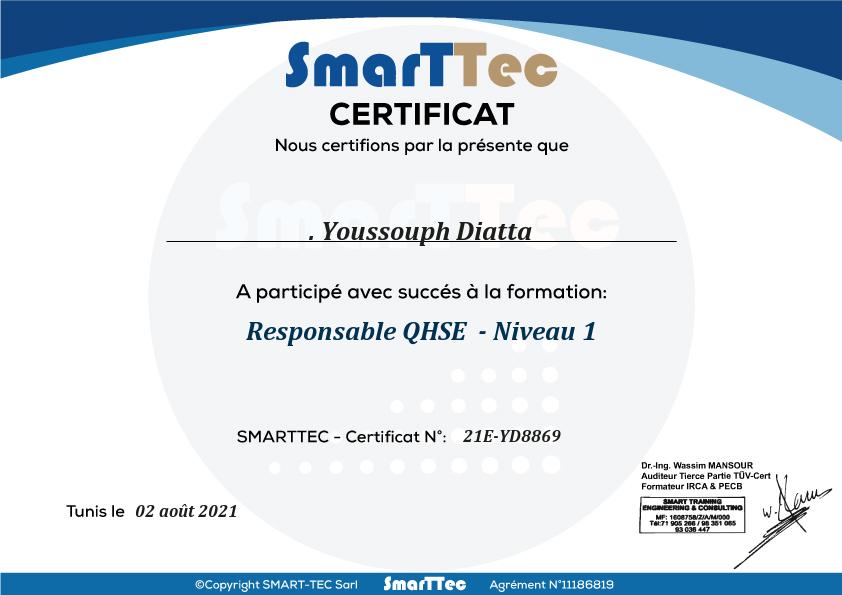 SmarTTec
CERTIFICAT
Nous certifions par la présente que
SmarTTec
. Youssouph Diatta
A participé avec succés à la formation:
Responsable QHSE - Niveau 1
SMARTTEC - Certificat N°: 21E-YD8869
Dr.-Ing. Wassim MANSOUR
Auditeur Tierce Partie TÜV-Cert
Formateur IRCA & PECB
SMART TRAINING
ENGINEERING & CONSULTING
MF: 1608758/Z/A/M/000
Tél:71 905 266 / 98 351 065
93 036 447
Tunis le 02 août 2021
©Copyright SMART-TEC Sarl SmarTTec Agrément N°11186819